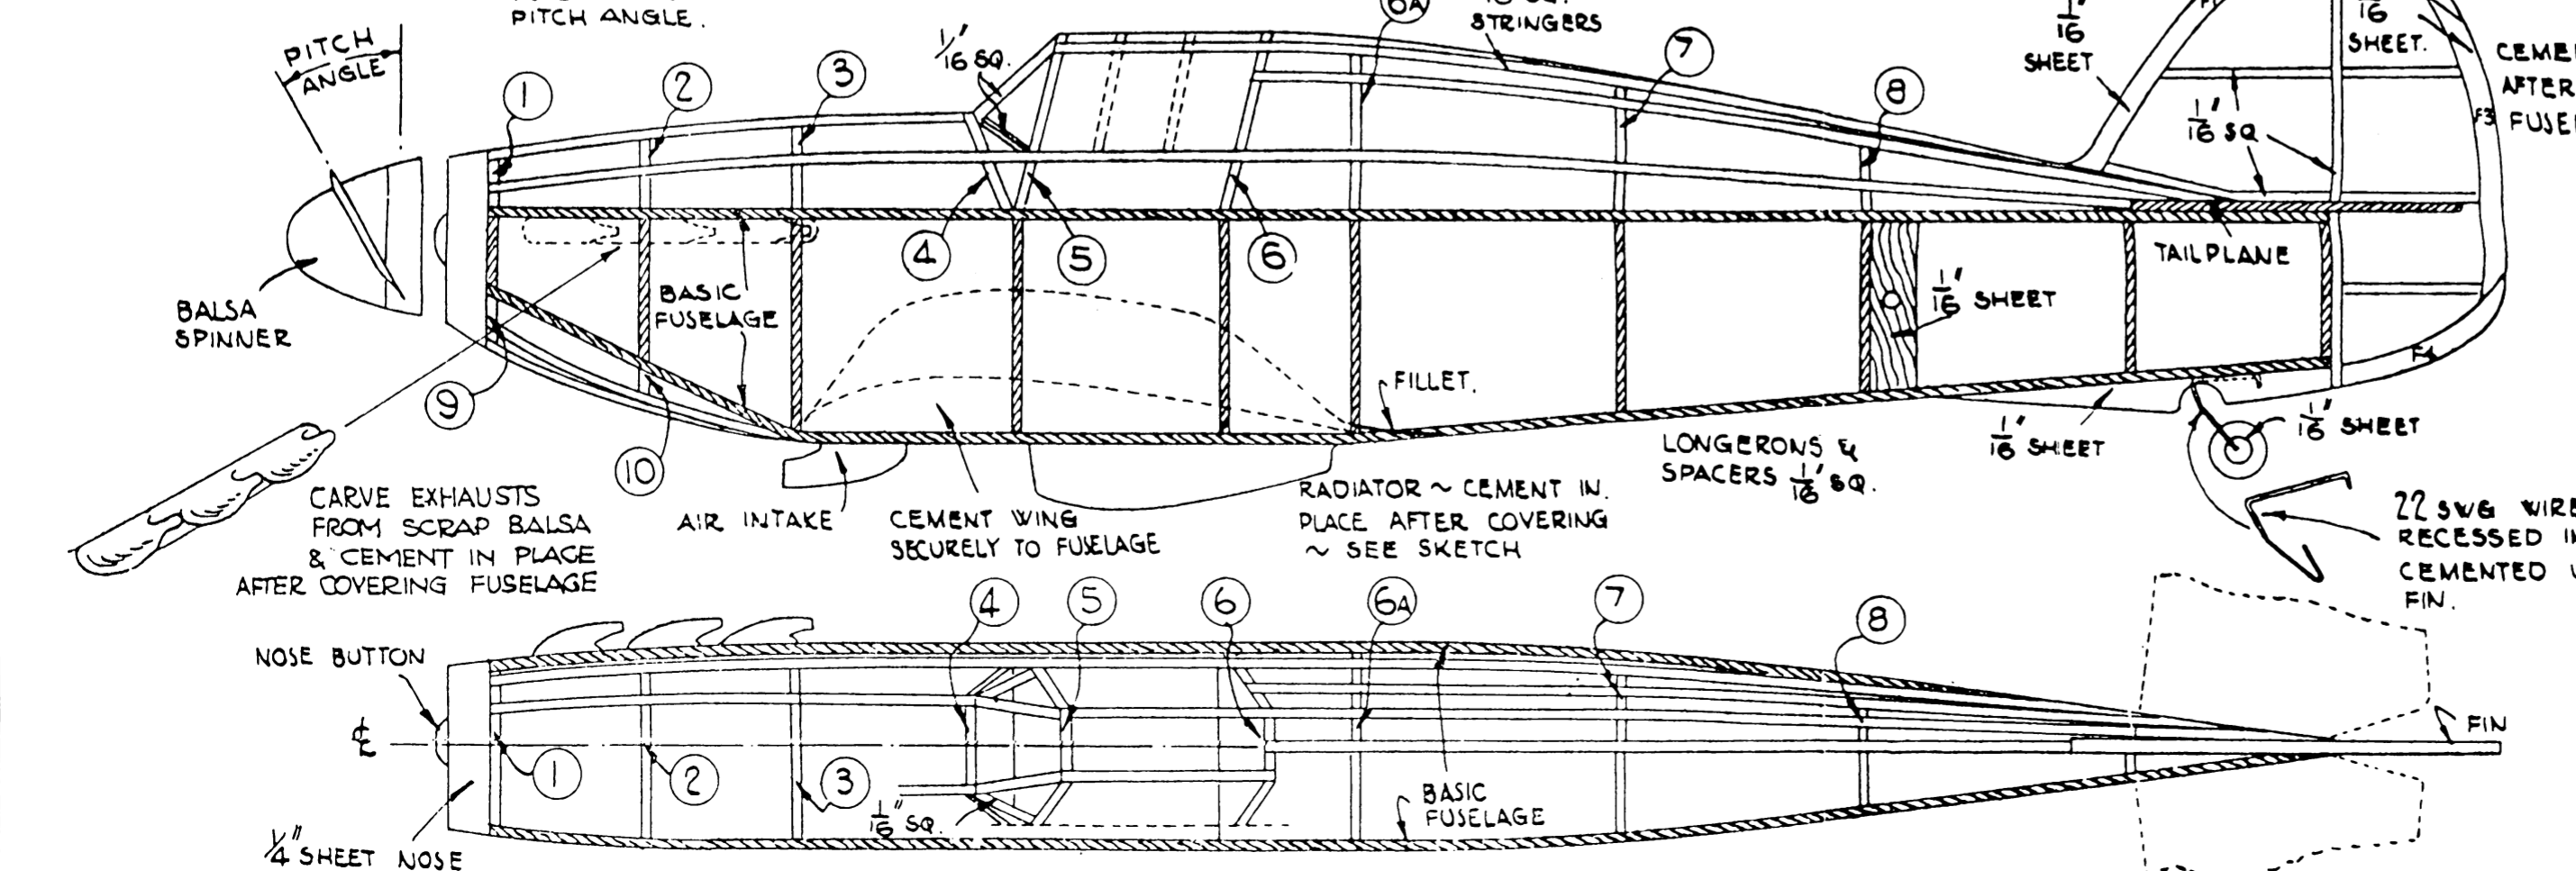 PITCH ANGLE.
PITCH
ANGLE
1
2
3
1/16" SQ.
6A
STRINGERS
7
8
1/16"
SHEET
F1
16
SHEET.
CEME
AFTER
F3
FUSE
1/16" SQ
4
5
6
BALSA
SPINNER
BASIC
FUSELAGE
1/16" SHEET
TAILPLANE
F4
FILLET.
9
10
CARVE EXHAUSTS
FROM SCRAP BALSA
& CEMENT IN PLACE
AFTER COVERING FUSELAGE
AIR INTAKE
CEMENT WING
SECURELY TO FUSELAGE
RADIATOR ~ CEMENT IN.
PLACE AFTER COVERING
~ SEE SKETCH
LONGERONS &
SPACERS 1/16" SQ.
1/16" SHEET
1/16" SHEET
22 SWG WIRE
RECESSED I
CEMENTED
FIN.
NOSE BUTTON
4
5
6
6A
7
8
℄
1
2
3
1/16" SQ.
BASIC
FUSELAGE
FIN
1/4" SHEET NOSE